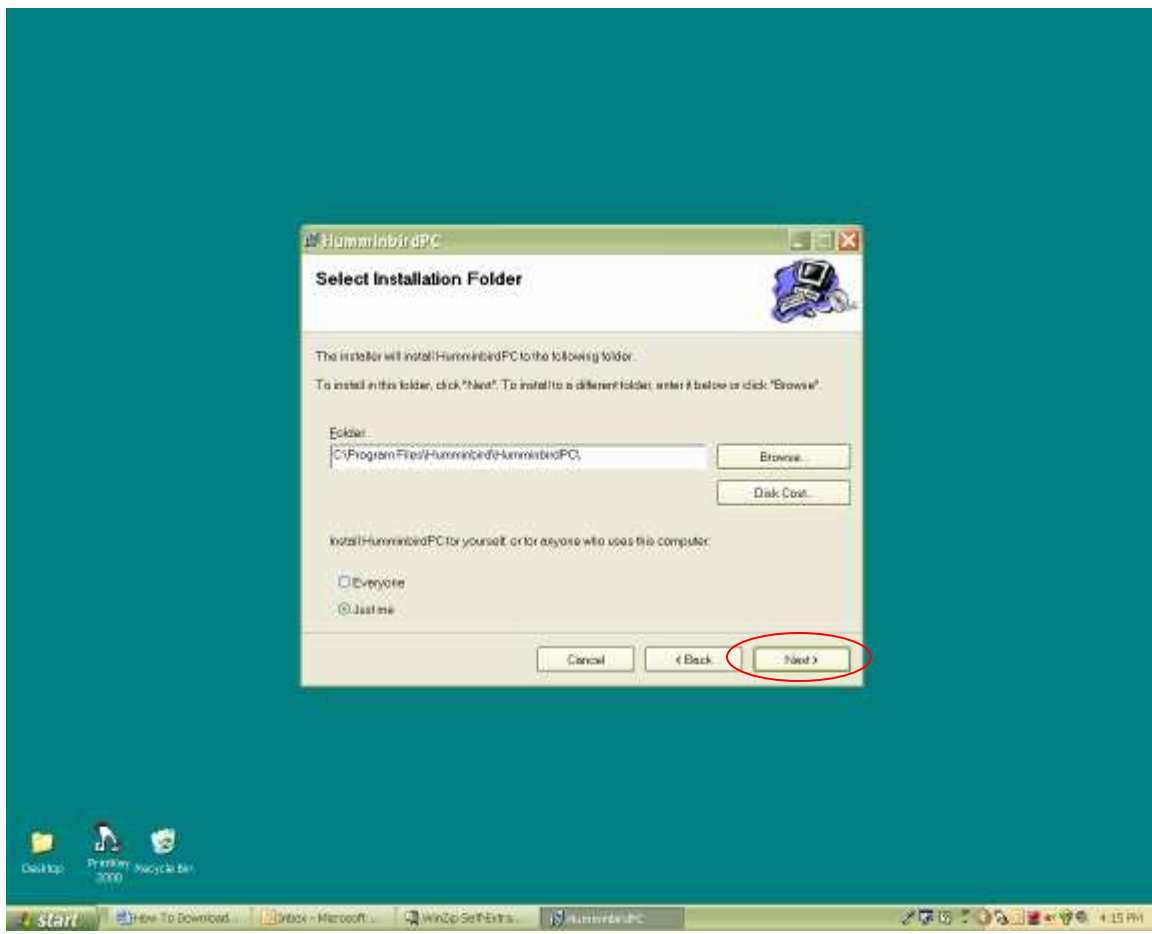 HumminbirdPC
Select Installation Folder
The installer will install HumminbirdPC to the following folder.
To install in this folder, click "Next". To install to a different folder, enter it below or click "Browse".
Folder:
C:\Program Files\Humminbird\HumminbirdPC\
Browse...
Disk Cost...
Install HumminbirdPC for yourself, or for anyone who uses this computer:
Everyone
Just me
Cancel
< Back
Next >
Desktop
PrintKey 2000
Recycle Bin
start
How To Download...
Inbox - Microsoft ...
WinZip Self-Extra...
HumminbirdPC
4:15 PM